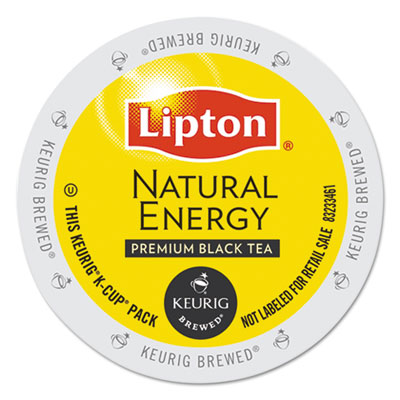 Lipton®
NATURAL
ENERGY
PREMIUM BLACK TEA
KEURIG
BREWED®
Ⓤ THIS KEURIG® K-CUP® PACK
NOT LABELED FOR RETAIL SALE 83233461
KEURIG BREWED®
KEURIG BREWED®
KEURIG BREWED®
KEURIG BREWED®